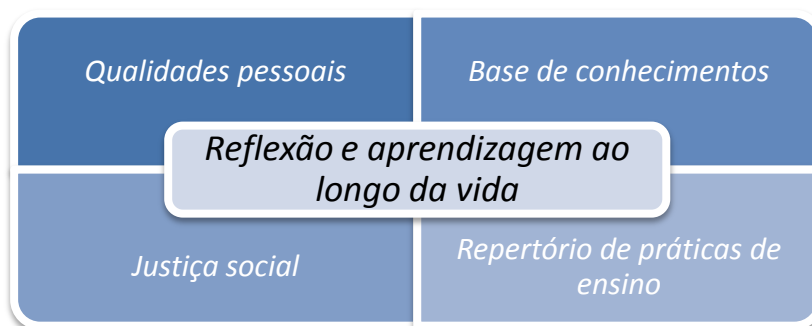 Qualidades pessoais
Base de conhecimentos
Reflexão e aprendizagem ao
longo da vida
Justiça social
Repertório de práticas de
ensino